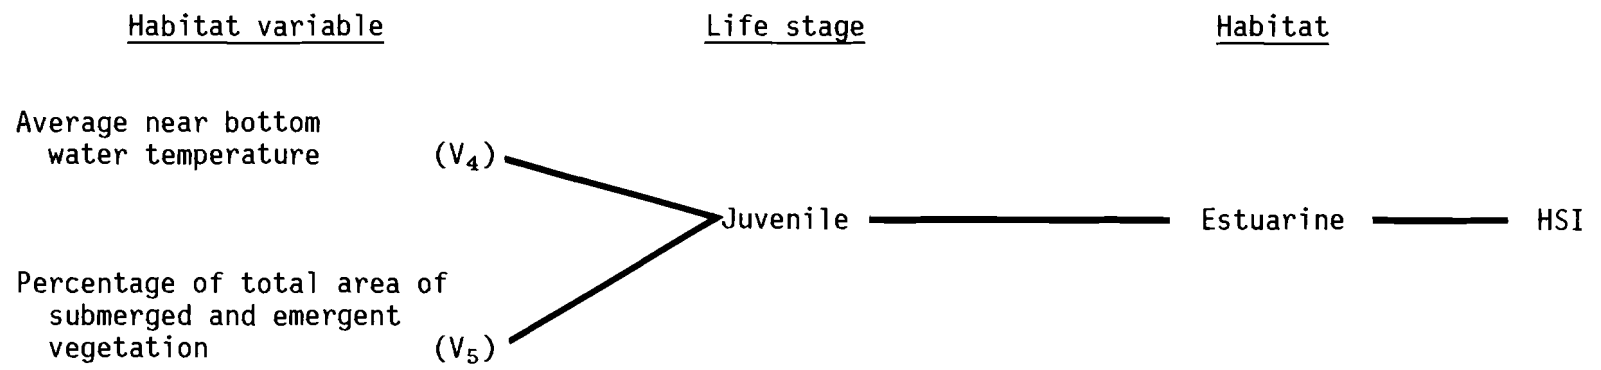 Habitat variable Life stage Habitat
Average near bottom
water temperature (V₄)
Juvenile Estuarine HSI
Percentage of total area of
submerged and emergent
vegetation (V₅)